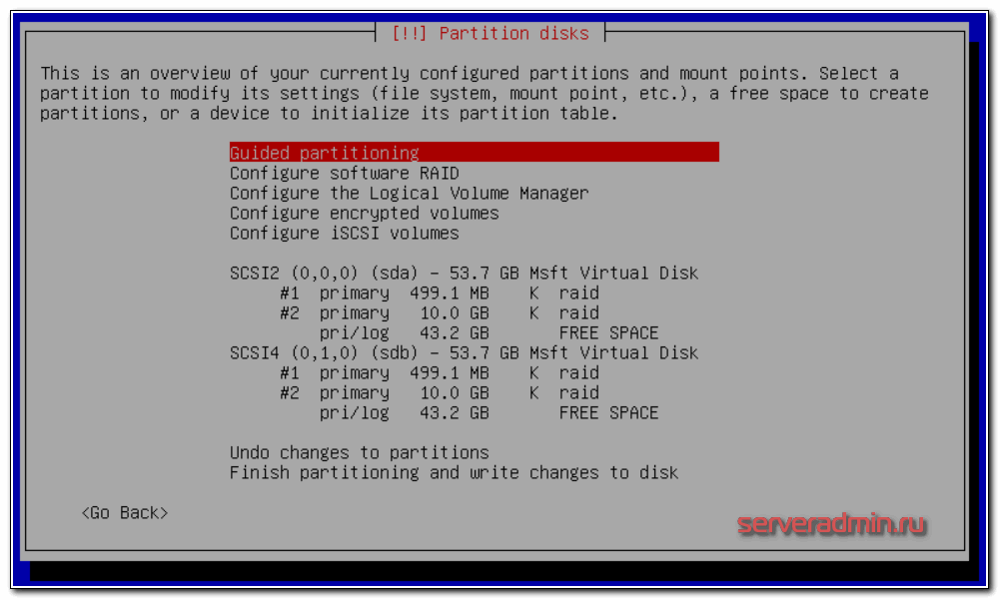 [!!] Partition disks
This is an overview of your currently configured partitions and mount points. Select a
partition to modify its settings (file system, mount point, etc.), a free space to create
partitions, or a device to initialize its partition table.
Guided partitioning
Configure software RAID
Configure the Logical Volume Manager
Configure encrypted volumes
Configure iSCSI volumes
SCSI2 (0,0,0) (sda) - 53.7 GB Msft Virtual Disk
#1 primary 499.1 MB K raid
#2 primary 10.0 GB K raid
pri/log 43.2 GB FREE SPACE
SCSI4 (0,1,0) (sdb) - 53.7 GB Msft Virtual Disk
#1 primary 499.1 MB K raid
#2 primary 10.0 GB K raid
pri/log 43.2 GB FREE SPACE
Undo changes to partitions
Finish partitioning and write changes to disk
<Go Back>
serveradmin.ru